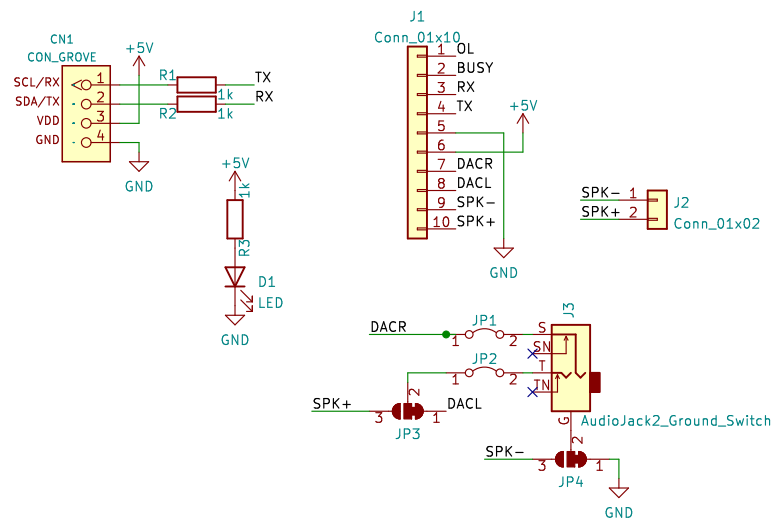 CN1
CON_GROVE
SCL/RX
1
SDA/TX
2
VDD
3
GND
4
+5V
GND
R1
1k
TX
R2
1k
RX
+5V
1k
R3
D1
LED
GND
J1
Conn_01x10
1
OL
2
BUSY
3
RX
4
TX
5
6
7
DACR
8
DACL
9
SPK-
10
SPK+
+5V
GND
SPK-
1
SPK+
2
J2
Conn_01x02
DACR
1
JP1
2
S
SN
J3
1
JP2
2
T
TN
G
AudioJack2_Ground_Switch
SPK+
3
2
1
DACL
JP3
SPK-
3
2
1
JP4
GND